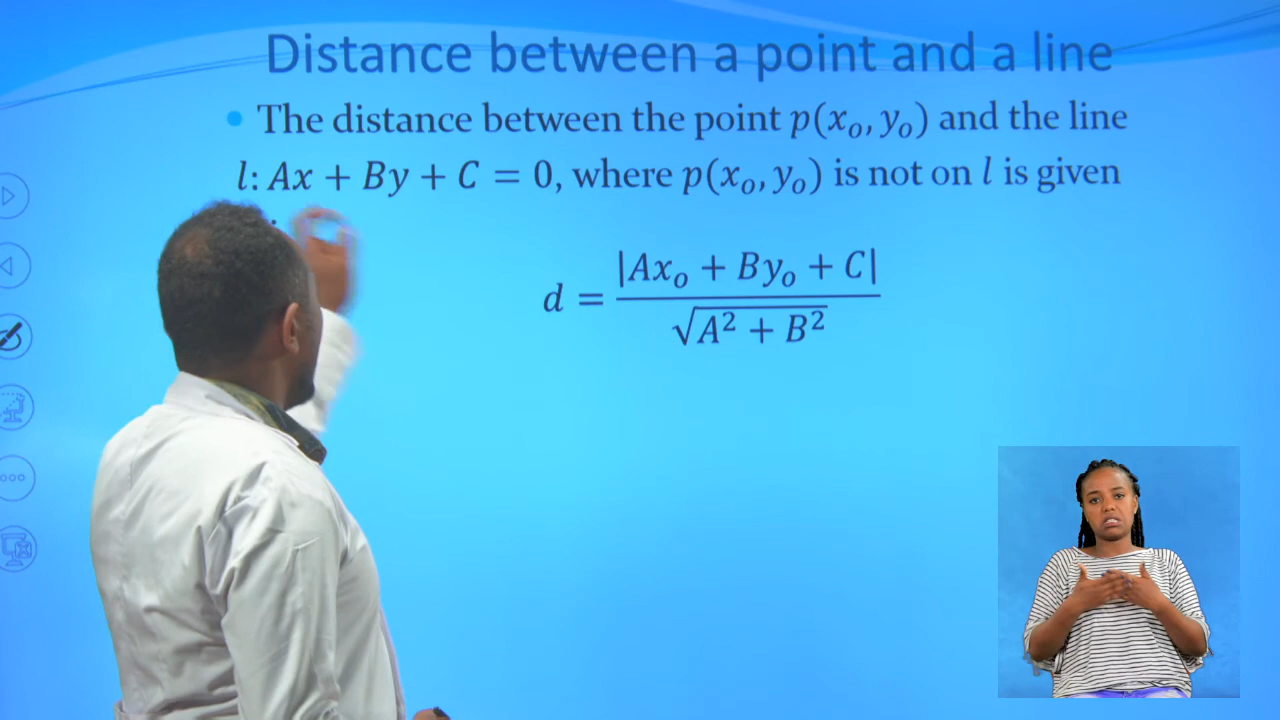 Distance between a point and a line
• The distance between the point p(xₒ, yₒ) and the line
l: Ax + By + C = 0, where p(xₒ, yₒ) is not on l is given
d = |Axₒ + Byₒ + C| / √(A² + B²)